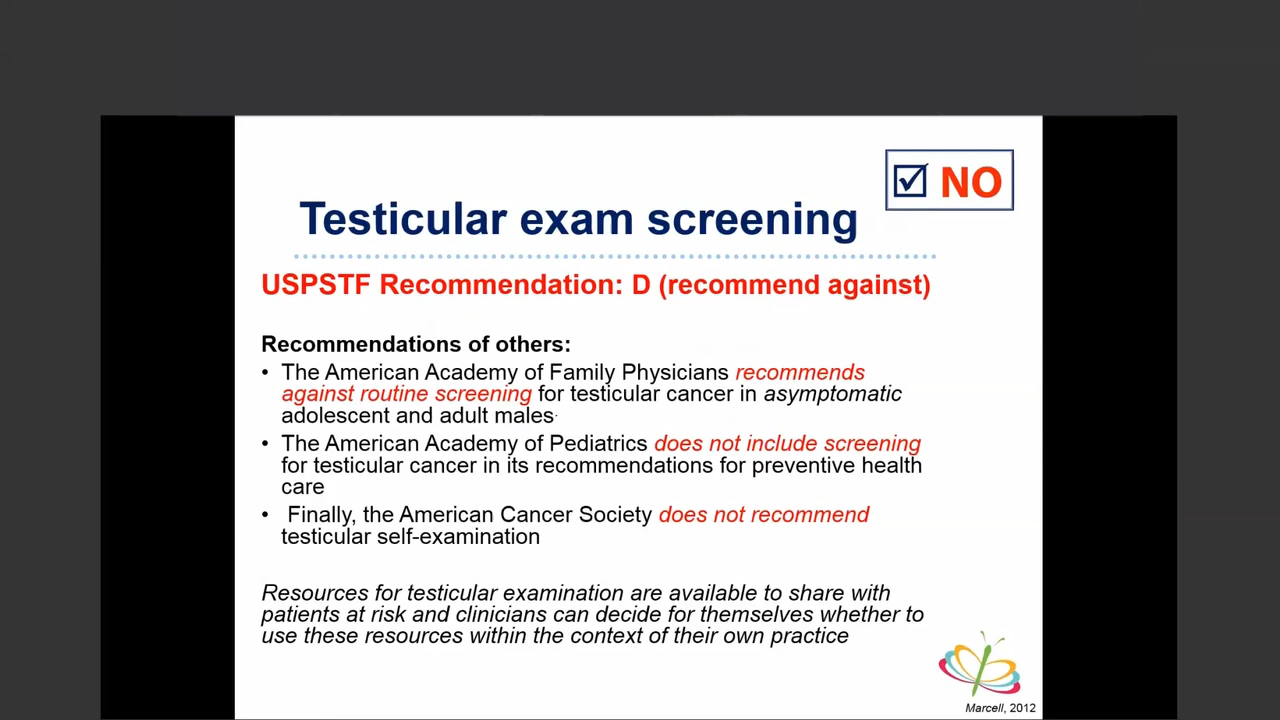 NO
Testicular exam screening
USPSTF Recommendation: D (recommend against)
Recommendations of others:
• The American Academy of Family Physicians recommends
against routine screening for testicular cancer in asymptomatic
adolescent and adult males.
• The American Academy of Pediatrics does not include screening
for testicular cancer in its recommendations for preventive health
care
• Finally, the American Cancer Society does not recommend
testicular self-examination
Resources for testicular examination are available to share with
patients at risk and clinicians can decide for themselves whether to
use these resources within the context of their own practice
Marcell, 2012